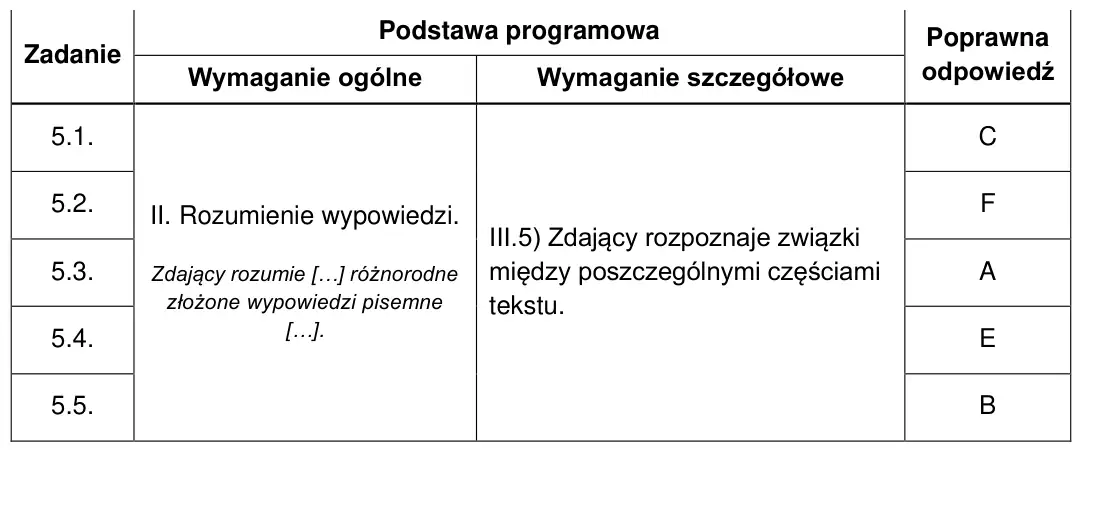 Zadanie
Podstawa programowa
Poprawna
odpowiedź
Wymaganie ogólne
Wymaganie szczegółowe
5.1.
C
5.2.
F
5.3.
A
5.4.
E
5.5.
B
II. Rozumienie wypowiedzi.
Zdający rozumie […] różnorodne
złożone wypowiedzi pisemne
[…].
III.5) Zdający rozpoznaje związki
między poszczególnymi częściami
tekstu.